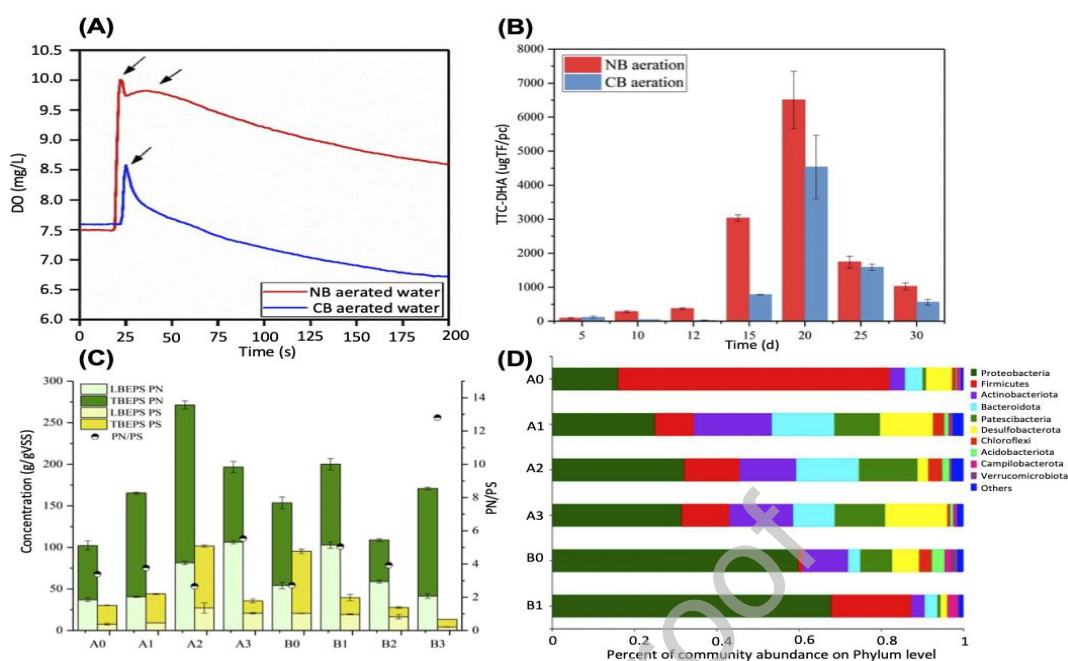 (A)
10.5
10.0
9.5
9.0
8.5
8.0
7.5
7.0
6.5
6.0
DO (mg/L)
0 25 50 75 100 125 150 175 200
Time (s)
NB aerated water
CB aerated water
(B)
8000
7000
6000
5000
4000
3000
2000
1000
0
TTC-DHA (ugTF/pc)
NB aeration
CB aeration
5 10 12 15 20 25 30
Time (d)
(C)
300
250
200
150
100
50
0
Concentration (g/gVSS)
LBEPS PN
TBEPS PN
LBEPS PS
TBEPS PS
PN/PS
14
12
10
8
6
4
2
0
PN/PS
A0 A1 A2 A3 B0 B1 B2 B3
(D)
A0
A1
A2
A3
B0
B1
0 0.2 0.4 0.6 0.8 1
Percent of community abundance on Phylum level
Proteobacteria
Firmicutes
Actinobacteriota
Bacteroidota
Patescibacteria
Desulfobacterota
Chloroflexi
Acidobacteriota
Campilobacterota
Verrucomicrobiota
Others
roof